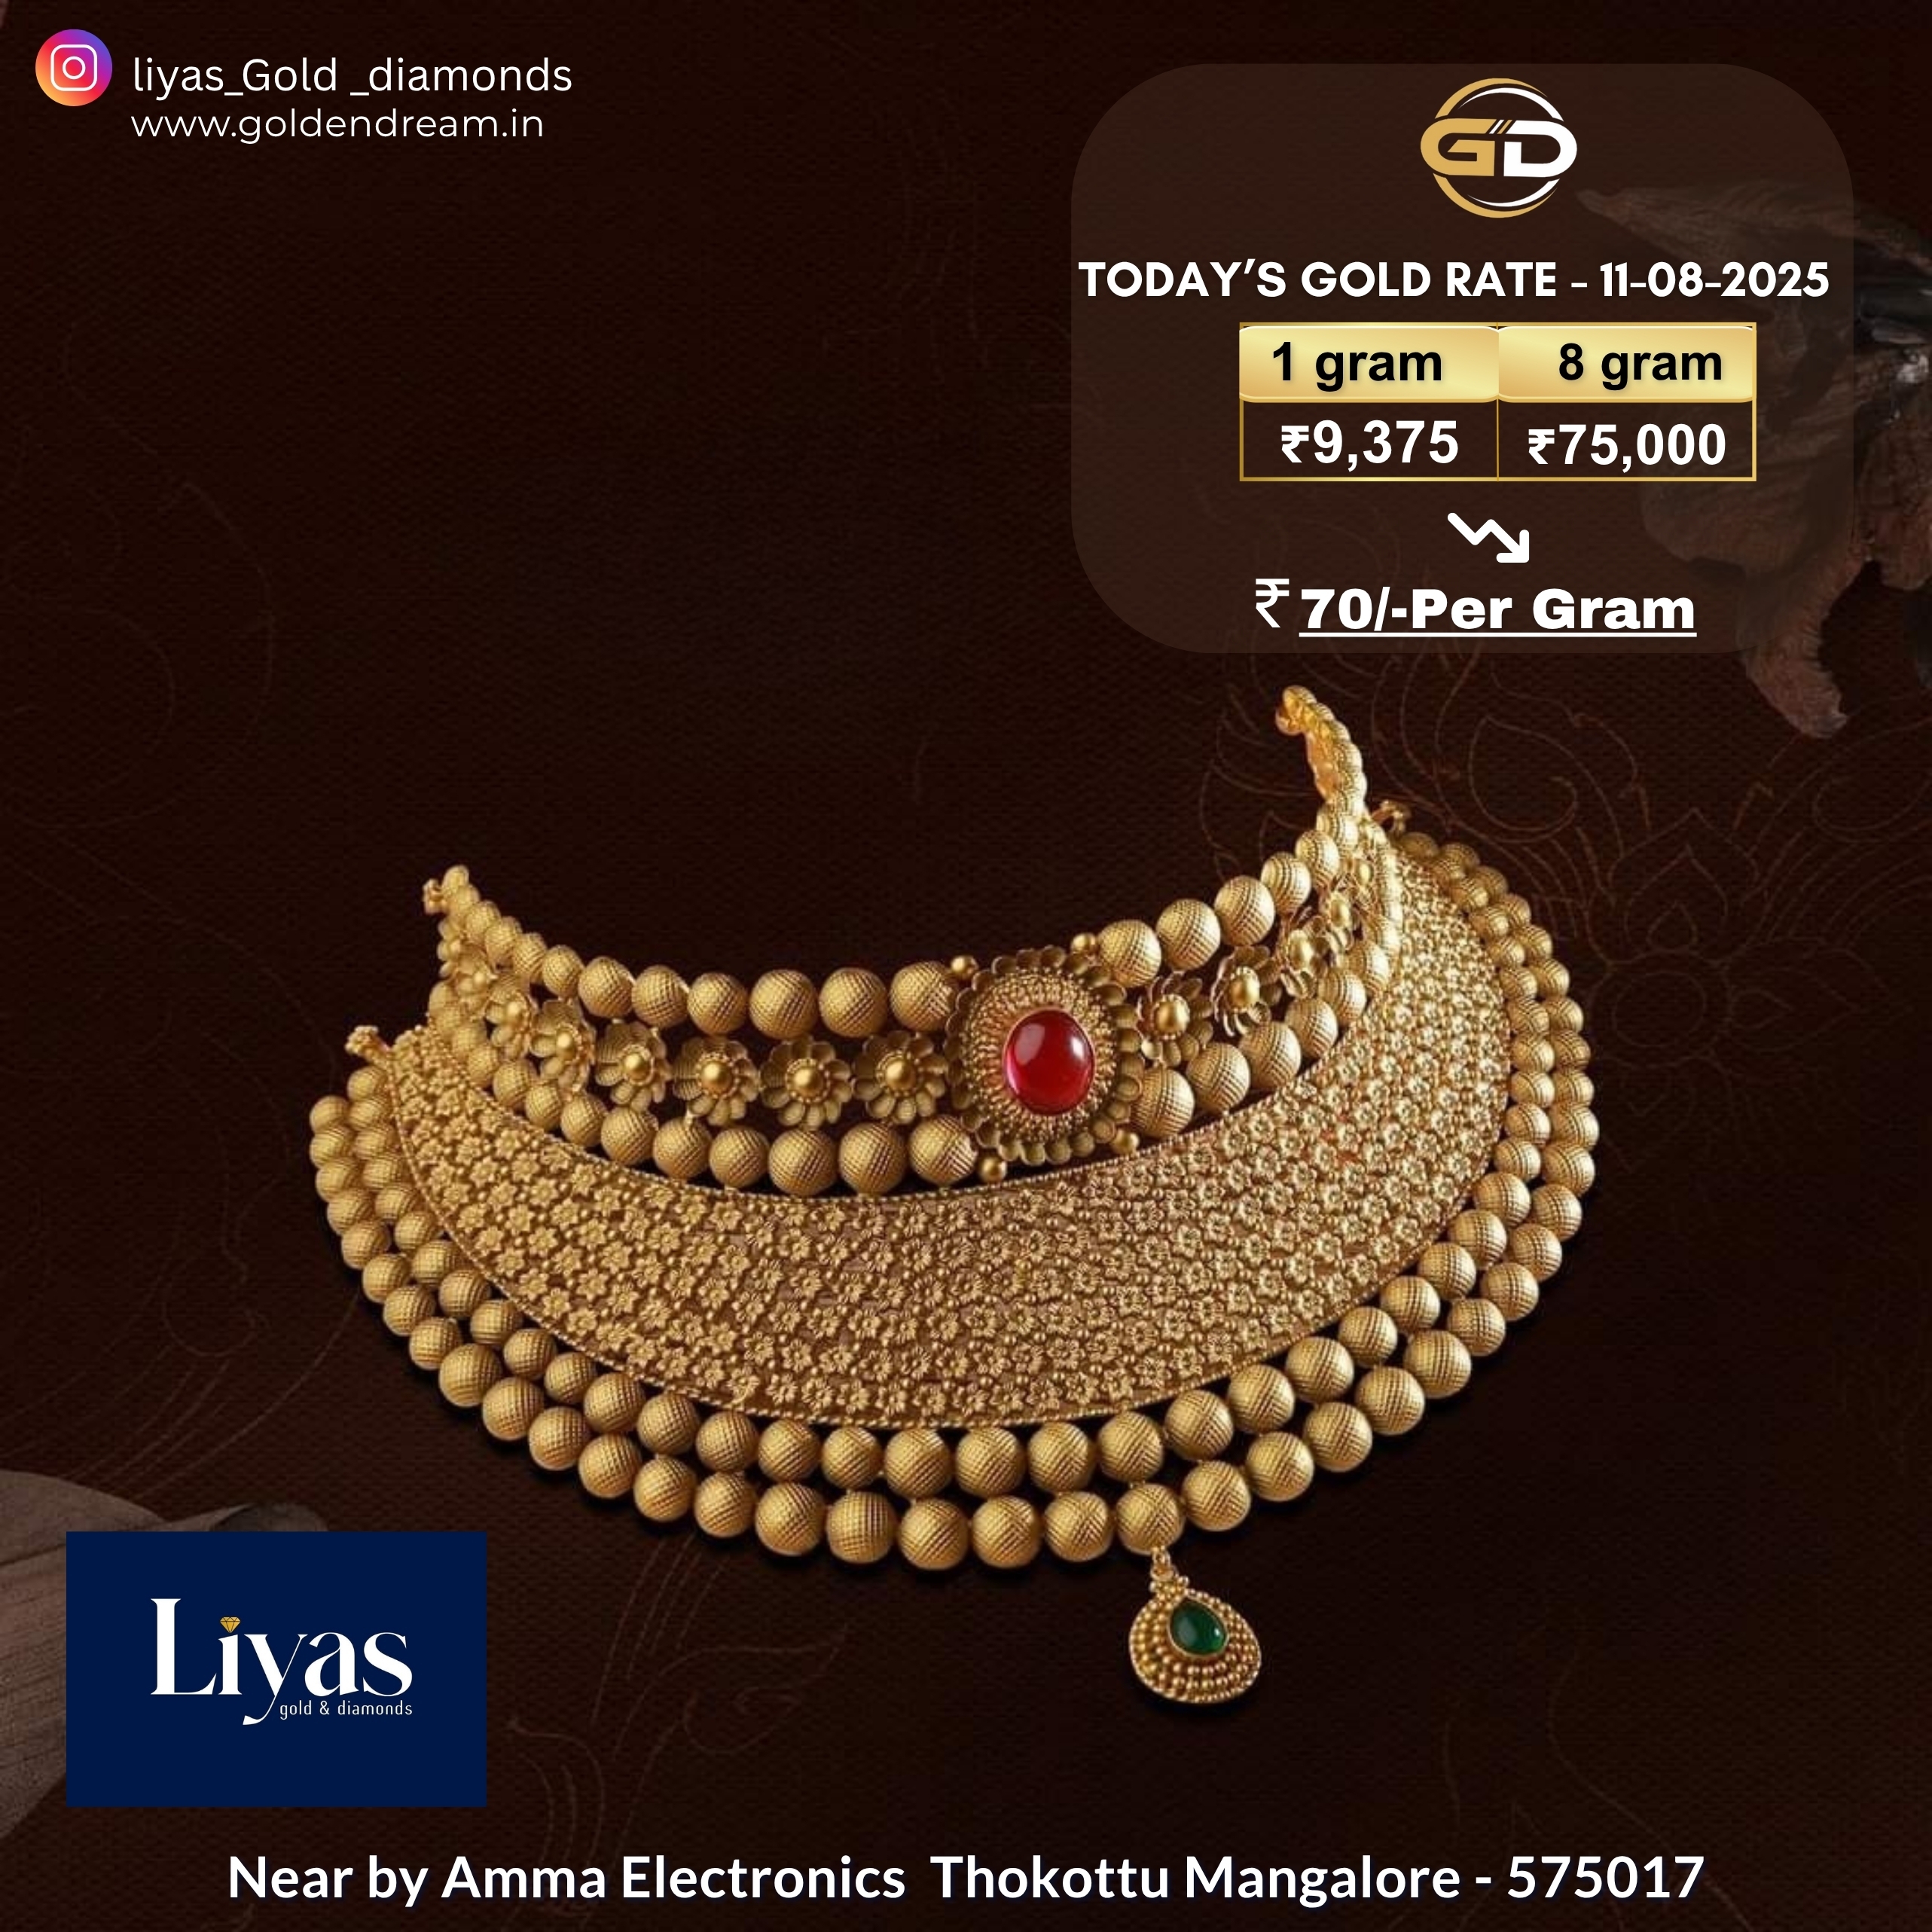 liyas_Gold _diamonds
www.goldendream.in
GD
TODAY'S GOLD RATE - 11-08-2025
1 gram 8 gram
₹9,375 ₹75,000
₹ 70/-Per Gram
Liyas
gold & diamonds
Near by Amma Electronics Thokottu Mangalore - 575017